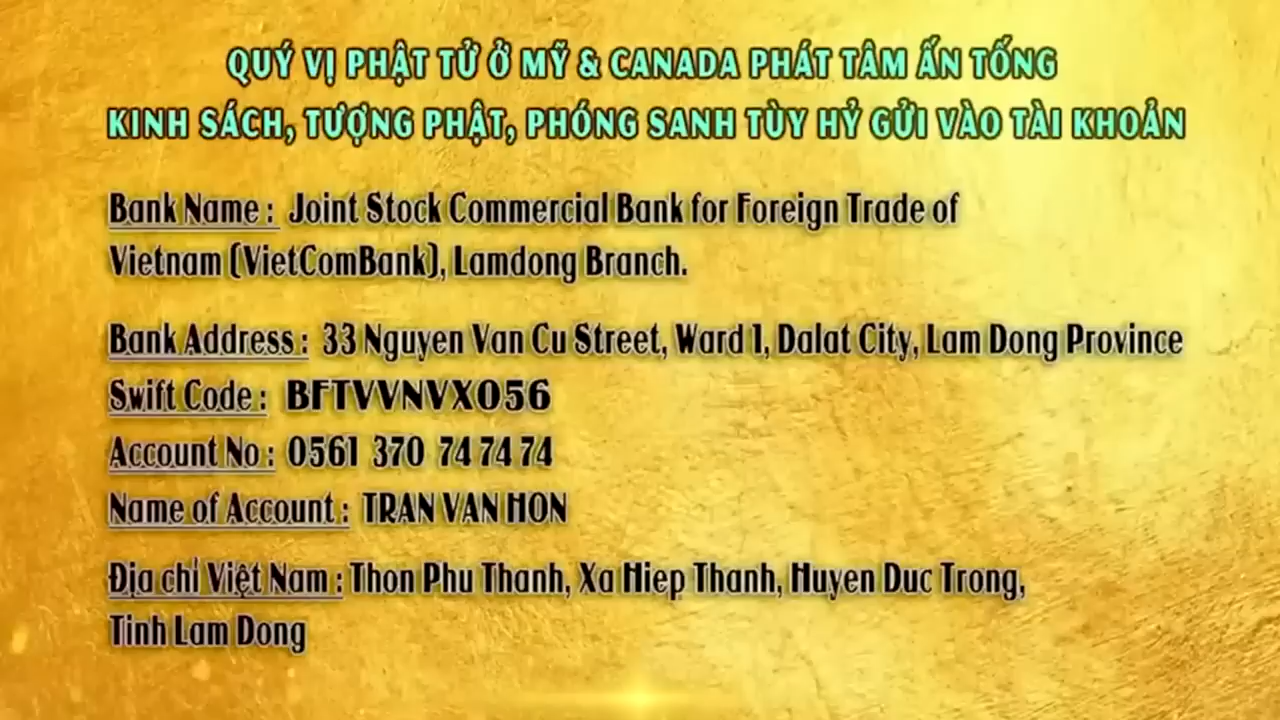 QUÝ VỊ PHẬT TỬ Ở MỸ & CANADA PHÁT TÂM ẤN TỐNG
KINH SÁCH, TƯỢNG PHẬT, PHÓNG SANH TÙY HỶ GỬI VÀO TÀI KHOẢN
Bank Name : Joint Stock Commercial Bank for Foreign Trade of
Vietnam (VietComBank), Lamdong Branch.
Bank Address : 33 Nguyen Van Cu Street, Ward 1, Dalat City, Lam Dong Province
Swift Code : BFTVVNVX056
Account No : 0561 370 74 74 74
Name of Account : TRAN VAN HON
Địa chỉ Việt Nam : Thon Phu Thanh, Xa Hiep Thanh, Huyen Duc Trong,
Tinh Lam Dong